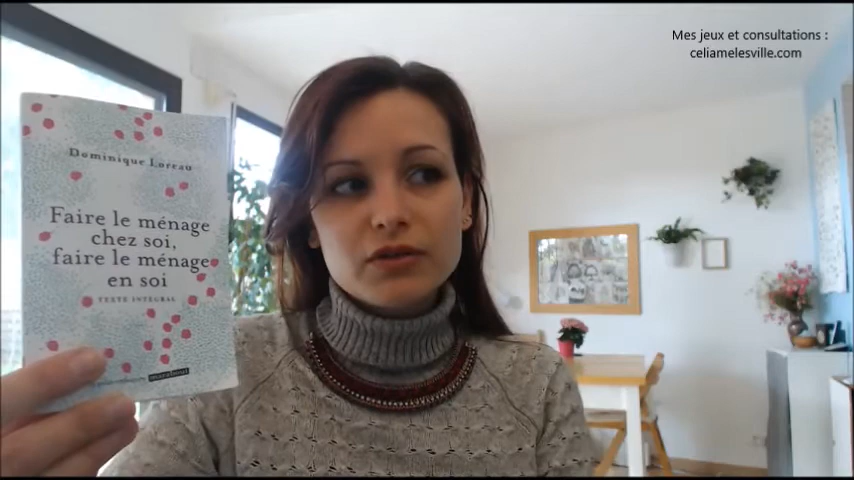 Mes jeux et consultations :
celiamelesville.com
Dominique Loreau
Faire le ménage
chez soi,
faire le ménage
en soi
TEXTE INTÉGRAL
marabout